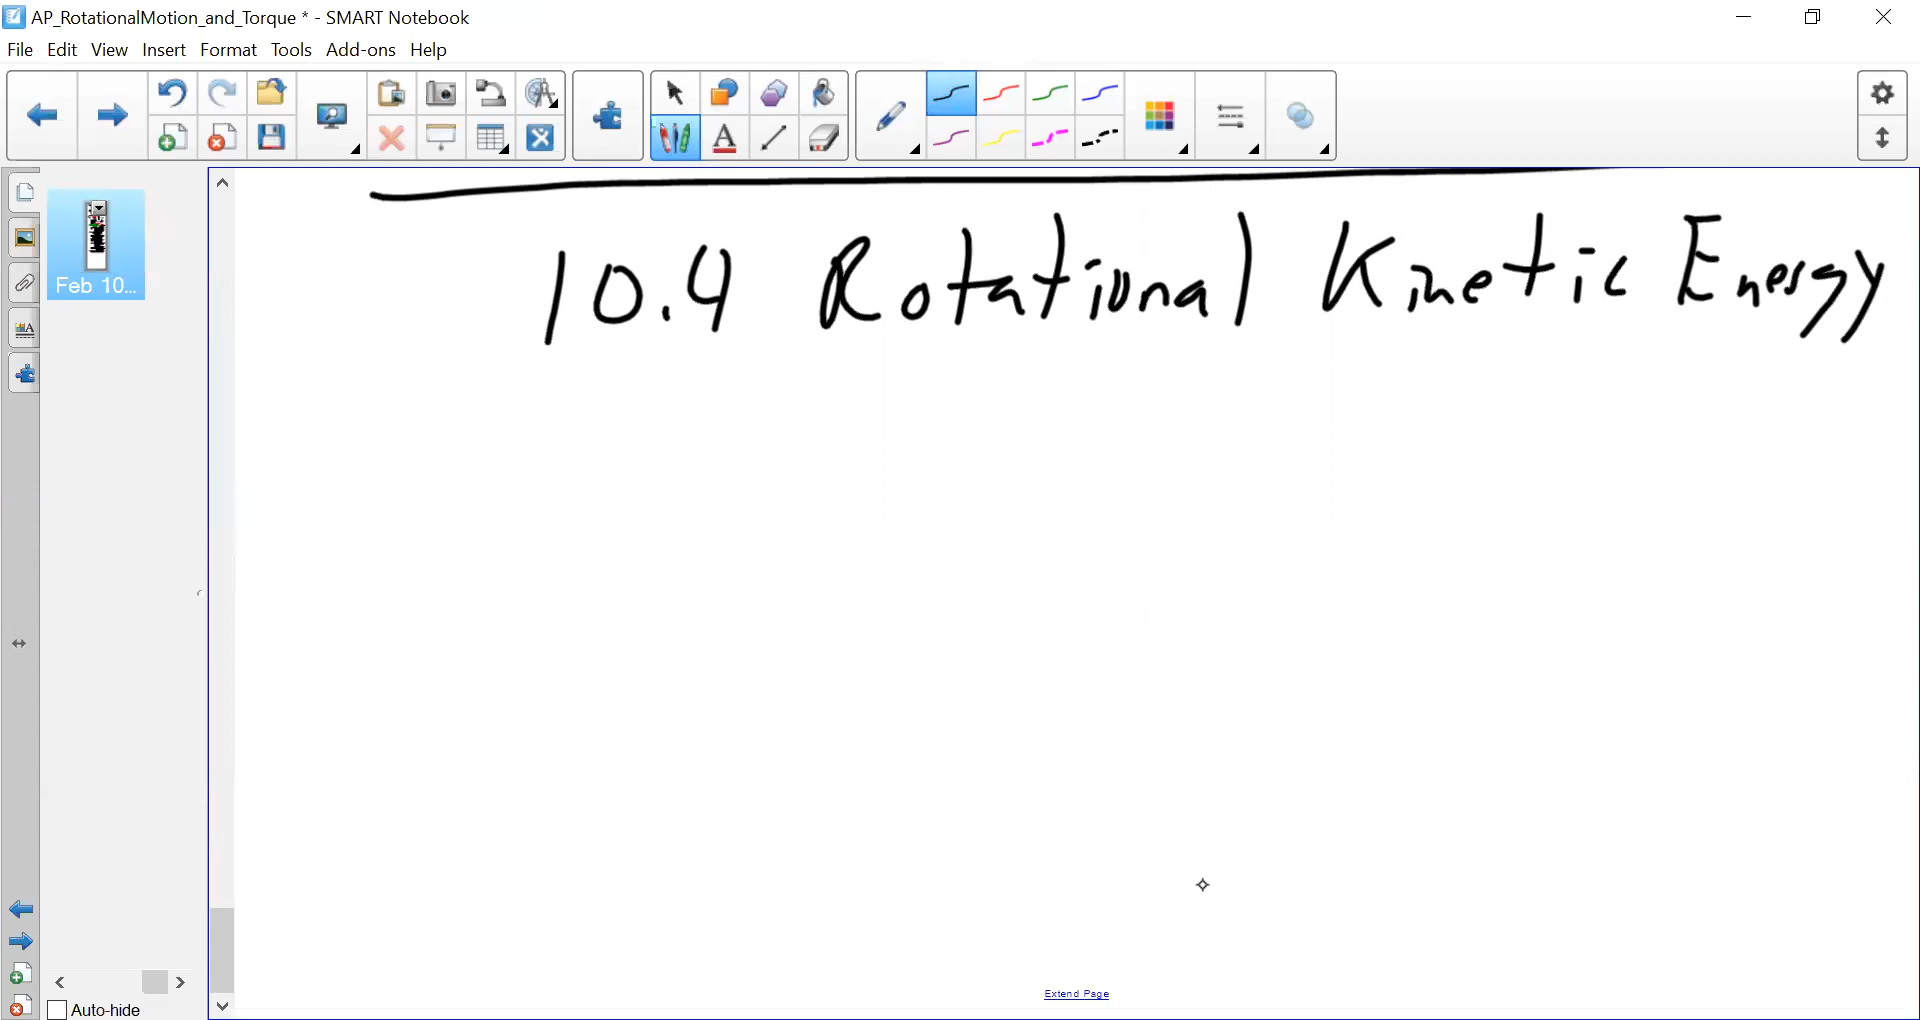 AP_RotationalMotion_and_Torque * - SMART Notebook
File Edit View Insert Format Tools Add-ons Help
10.4 Rotational Kinetic Energy
Feb 10...
Extend Page
Auto-hide